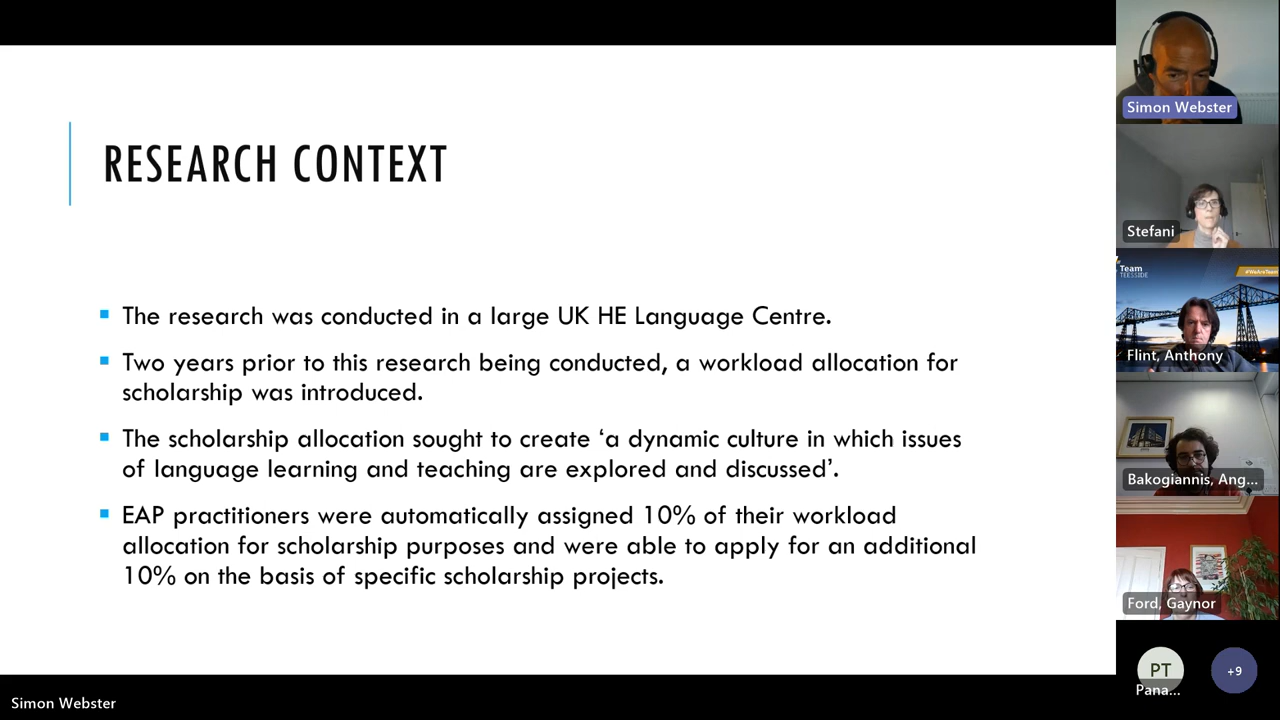 RESEARCH CONTEXT
The research was conducted in a large UK HE Language Centre.
Two years prior to this research being conducted, a workload allocation for
scholarship was introduced.
The scholarship allocation sought to create ‘a dynamic culture in which issues
of language learning and teaching are explored and discussed’.
EAP practitioners were automatically assigned 10% of their workload
allocation for scholarship purposes and were able to apply for an additional
10% on the basis of specific scholarship projects.
Simon Webster
Simon Webster
Stefani
Team
TEESSIDE
#WeAreTeam
Flint, Anthony
Bakogiannis, Ang...
Ford, Gaynor
PT
Pana...
+9